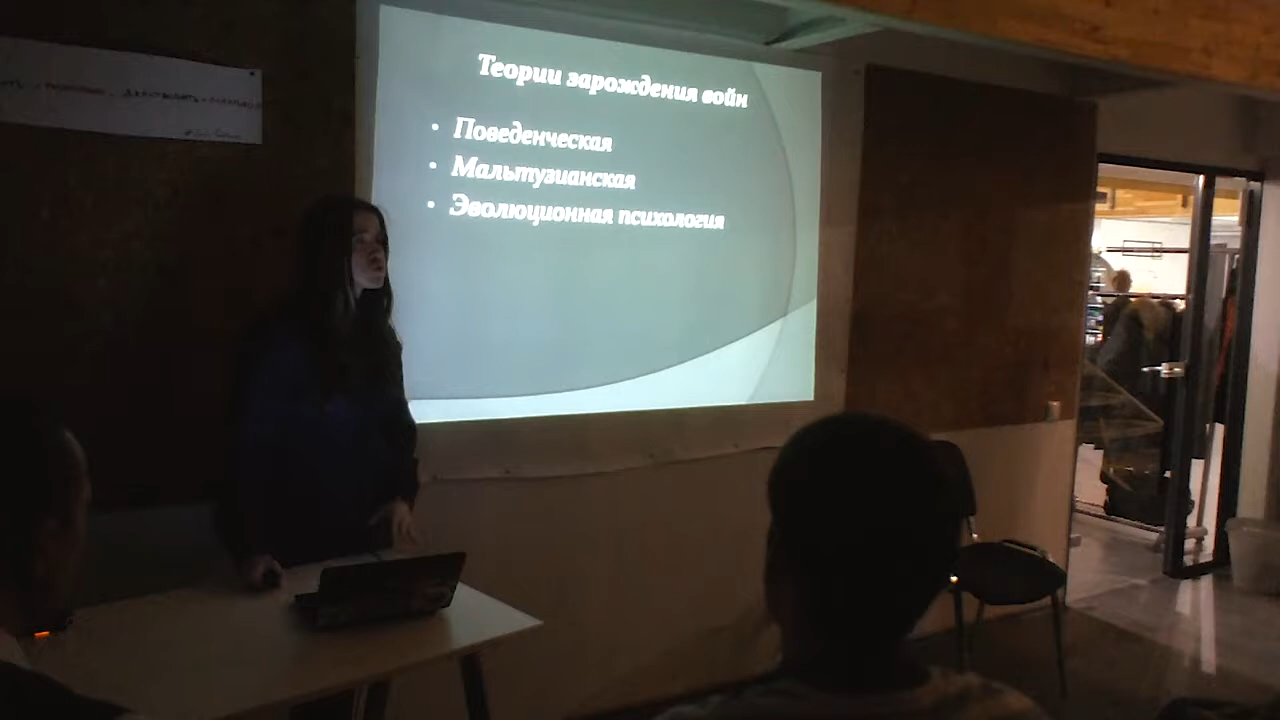 Теории зарождения войн
• Поведенческая
• Мальтузианская
• Эволюционная психология